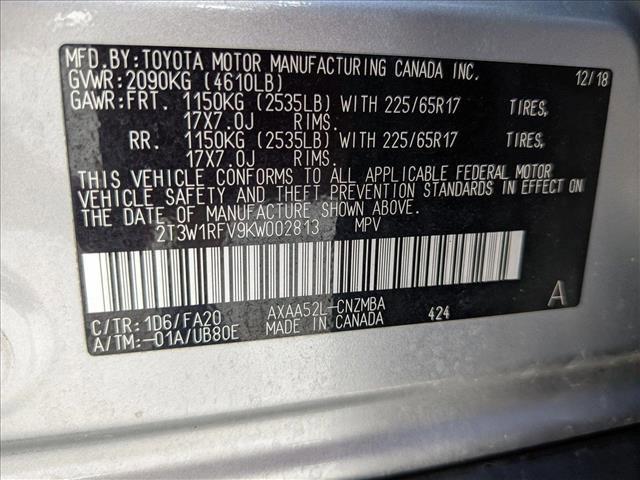 MFD.BY:TOYOTA MOTOR MANUFACTURING CANADA INC. 12/18
GVWR:2090KG (4610LB)
GAWR:FRT. 1150KG (2535LB) WITH 225/65R17 TIRES,
17X7.0J RIMS.
RR. 1150KG (2535LB) WITH 225/65R17 TIRES,
17X7.0J RIMS.
THIS VEHICLE CONFORMS TO ALL APPLICABLE FEDERAL MOTOR
VEHICLE SAFETY AND THEFT PREVENTION STANDARDS IN EFFECT ON
THE DATE OF MANUFACTURE SHOWN ABOVE.
2T3W1RFV9KW002813 MPV
C/TR:1D6/FA20 AXAA52L-CNZMBA A
A/TM:-01A/UB80E MADE IN CANADA 424